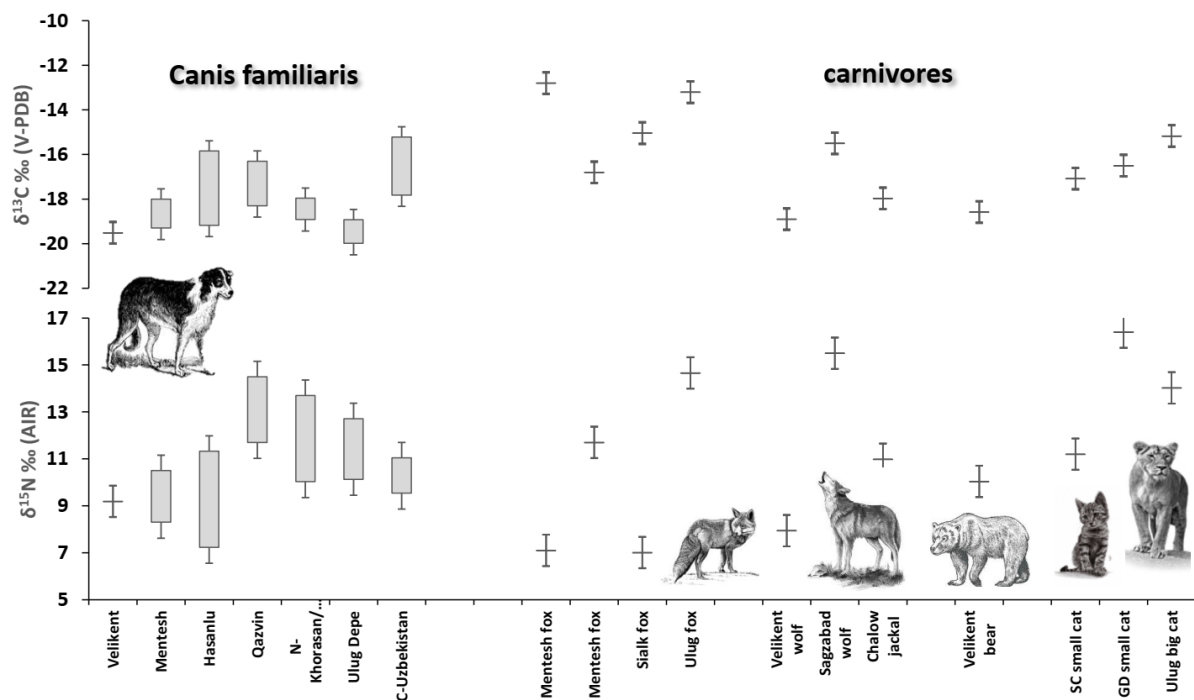 -10
-12
-14
-16
-18
-20
-22
δ¹³C ‰ (V-PDB)
Canis familiaris
carnivores
17
15
13
11
9
7
5
δ¹⁵N ‰ (AIR)
Velikent
Mentesh
Hasanlu
Qazvin
N-
Khorasan/...
Ulug Depe
C-Uzbekistan
Mentesh fox
Mentesh fox
Sialk fox
Ulug fox
Velikent
wolf
Sagzabad
wolf
Chalow
jackal
Velikent
bear
SC small cat
GD small cat
Ulug big cat